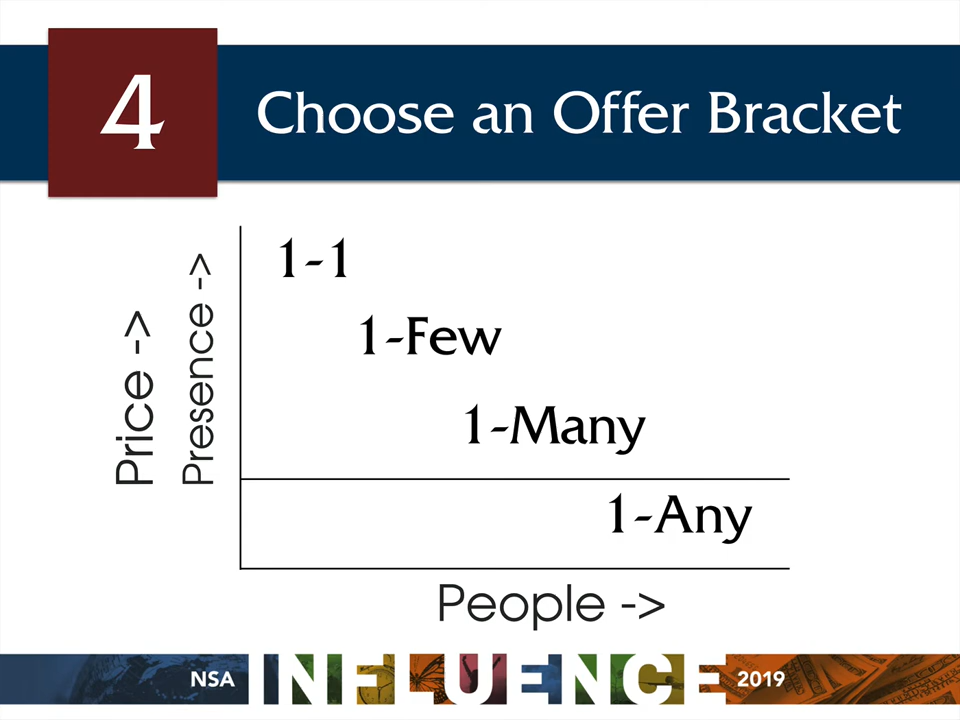 4
Choose an Offer Bracket
Price ->
Presence ->
1-1
1-Few
1-Many
1-Any
People ->
NSA INFLUENCE 2019